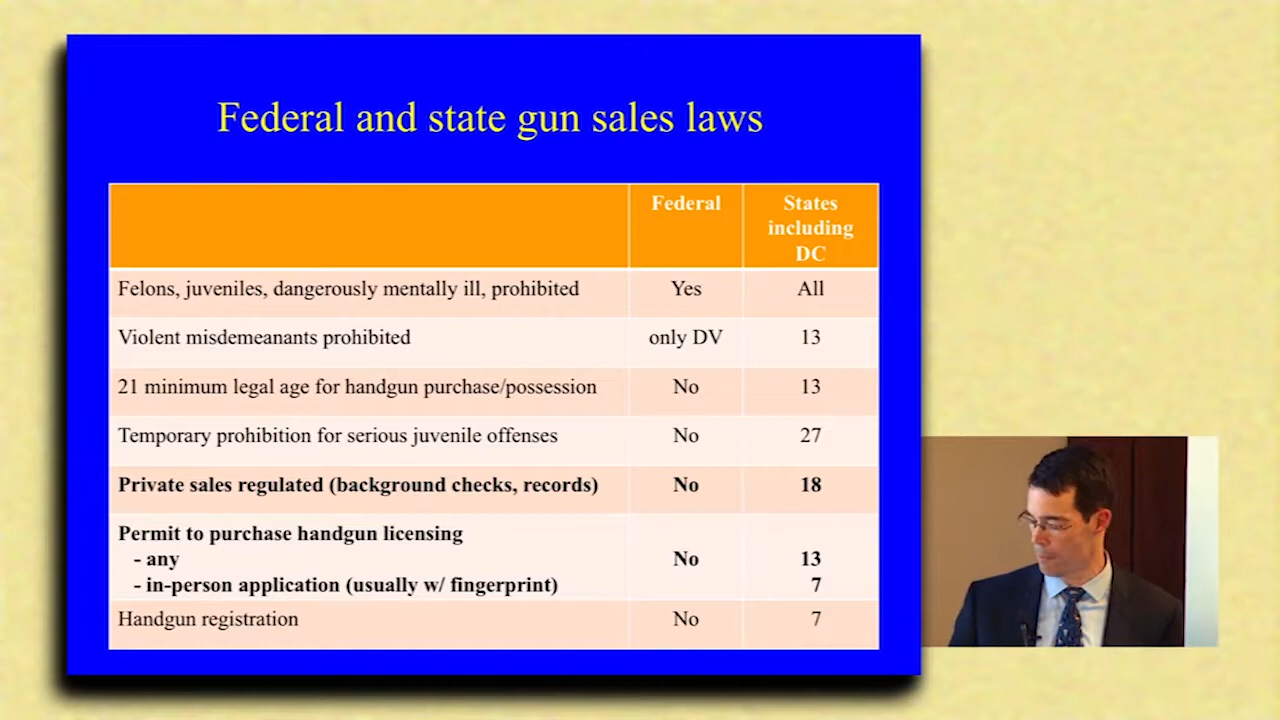 Federal and state gun sales laws
Federal
States
including
DC
Felons, juveniles, dangerously mentally ill, prohibited Yes All
Violent misdemeanants prohibited only DV 13
21 minimum legal age for handgun purchase/possession No 13
Temporary prohibition for serious juvenile offenses No 27
Private sales regulated (background checks, records) No 18
Permit to purchase handgun licensing
- any No 13
- in-person application (usually w/ fingerprint) 7
Handgun registration No 7